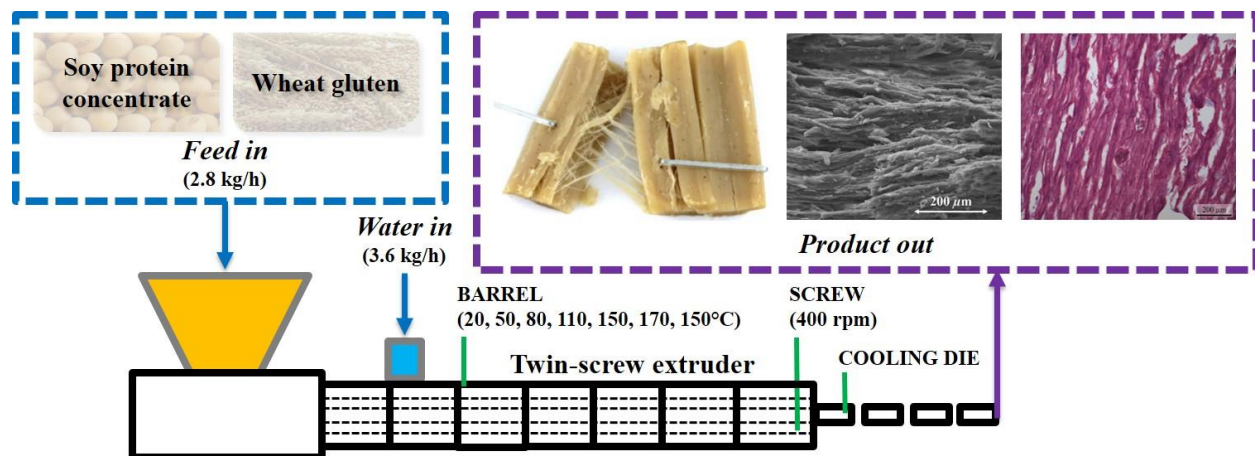 Soy protein
concentrate
Wheat gluten
Feed in
(2.8 kg/h)
Water in
(3.6 kg/h)
200 µm
200 µm
Product out
BARREL
(20, 50, 80, 110, 150, 170, 150°C)
SCREW
(400 rpm)
COOLING DIE
Twin-screw extruder